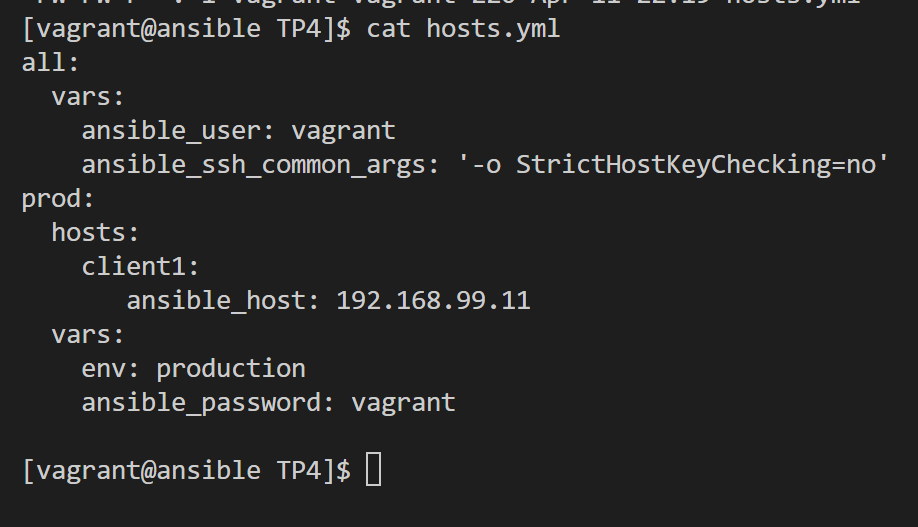 [vagrant@ansible TP4]$ cat hosts.yml
all:
  vars:
    ansible_user: vagrant
    ansible_ssh_common_args: '-o StrictHostKeyChecking=no'
prod:
  hosts:
    client1:
       ansible_host: 192.168.99.11
  vars:
    env: production
    ansible_password: vagrant

[vagrant@ansible TP4]$